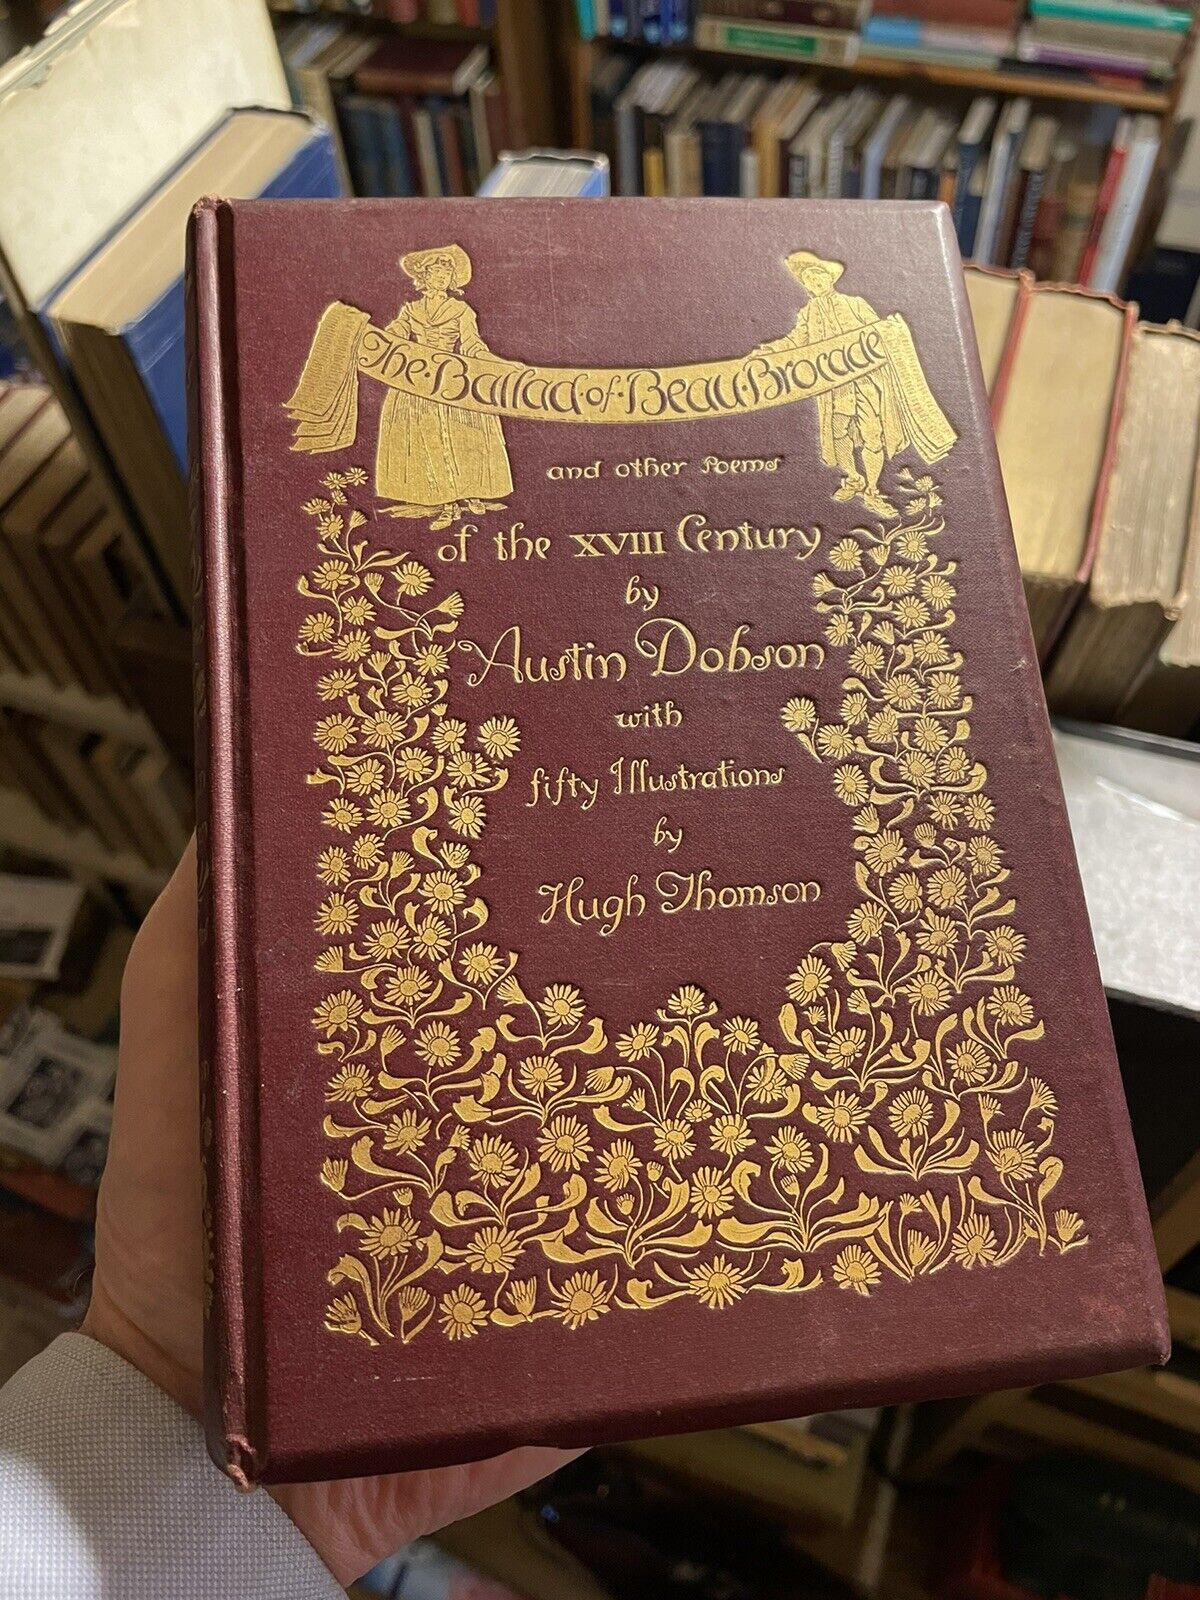 The·Ballad·of·Beau·Brocade
and other Poems
of the XVIII Century
by
Austin Dobson
with
fifty Illustrations
by
Hugh Thomson